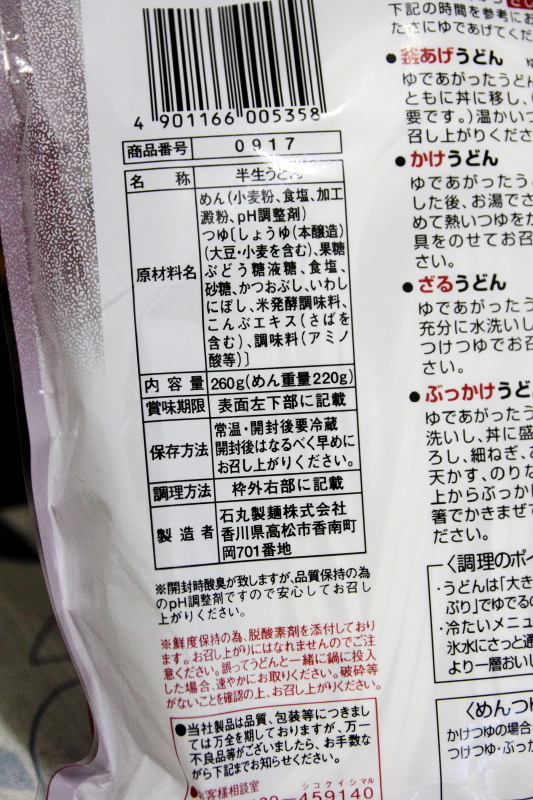 4 901166 005358
商品番号 0917
名称 半生うどん
原材料名
めん(小麦粉、食塩、加工
澱粉、pH調整剤)
つゆ〔しょうゆ(本醸造)
(大豆・小麦を含む)、果糖
ぶどう糖液糖、食塩、
砂糖、かつおぶし、いわし
にぼし、米発酵調味料、
こんぶエキス(さばを
含む)、調味料(アミノ
酸等)〕
内容量 260g(めん重量220g)
賞味期限 表面左下部に記載
保存方法
常温・開封後要冷蔵
開封後はなるべく早めに
お召し上がりください。
調理方法 枠外右部に記載
製造者
石丸製麺株式会社
香川県高松市香南町
岡701番地
※開封時酸臭が致しますが、品質保持の為
のpH調整剤ですので安心してお召し
上がりください。
※鮮度保持の為、脱酸素剤を添付しており
ます。お召し上がりにはなれませんのでご注
意ください。誤ってうどんと一緒に鍋に投入
した場合、速やかにお取りください。破砕等
がないことを確認の上、お召し上がりください。
●当社製品は品質、包装等につきまし
ては万全を期しておりますが、万一
不良品等がございましたら、お手数な
がら下記までお知らせください。
客様相談室 シコクイシマル
459140
下記の時間を参考にお
たさにゆであげてくだ
●釜あげうどん
ゆであがったうどん
ともに丼に移し、
要です。)温かいつ
召し上がりくださ
●かけうどん
ゆであがったう
した後、お湯でさ
めて熱いつゆをか
具をのせてお召
さい。
●ざるうどん
ゆであがったう
充分に水洗いし
つけつゆでお召
さい。
●ぶっかけうど
ゆであがったう
洗いし、丼に盛
ろし、細ねぎ、
天かす、のりな
上からぶっか
箸でかきまぜて
ださい。
〈調理のポイ
・うどんは「大き
ぷり」でゆでるの
・冷たいメニュ
氷水にさっと通
より一層おいし
〈めんつゆ
かけつゆの場合
つけつゆ・ぶっか